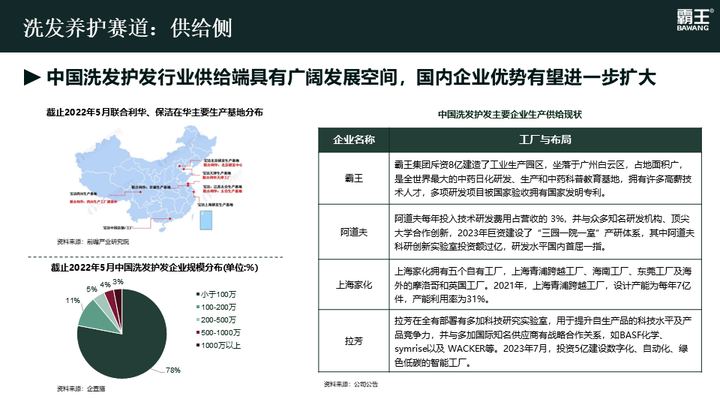 洗发养护赛道：供给侧
霸王
BAWANG
中国洗发护发行业供给端具有广阔发展空间，国内企业优势有望进一步扩大
截止2022年5月联合利华、保洁在华主要生产基地分布
资料来源：前瞻产业研究院
截止2022年5月中国洗发护发企业规模分布(单位:%)
3%
4%
5%
11%
78%
小于100万
100-200万
200-500万
500-1000万
1000万以上
资料来源：企查猫
中国洗发护发主要企业生产供给现状
企业名称 工厂与布局
霸王
霸王集团斥资8亿建造了工业生产园区，坐落于广州白云区，占地面积广，
是全世界最大的中药日化研发、生产和中药科普教育基地，拥有许多高薪技
术人才，多项研发项目被国家验收拥有国家发明专利。
阿道夫
阿道夫每年投入技术研发费用占营收的 3%，并与众多知名研发机构、顶尖
大学合作创新，2023年巨资建设了“三园一院一室”产研体系，其中阿道夫
科研创新实验室投资额过亿，研发水平国内首屈一指。
上海家化
上海家化拥有五个自有工厂，上海青浦跨越工厂、海南工厂、东莞工厂及海
外的摩洛哥和英国工厂。2021年，上海青浦跨越工厂，设计产能为每年7亿
件，产能利用率为31%。
拉芳
拉芳在全有部署有多加科技研究实验室，用于提升自生产品的科技水平及产
品竞争力，并与多加国际知名供应商有战略合作关系，如BASF化学、
symrise以及 WACKER等。2023年7月，投资5亿建设数字化、自动化、绿
色低碳的智能工厂。
资料来源：公司公告